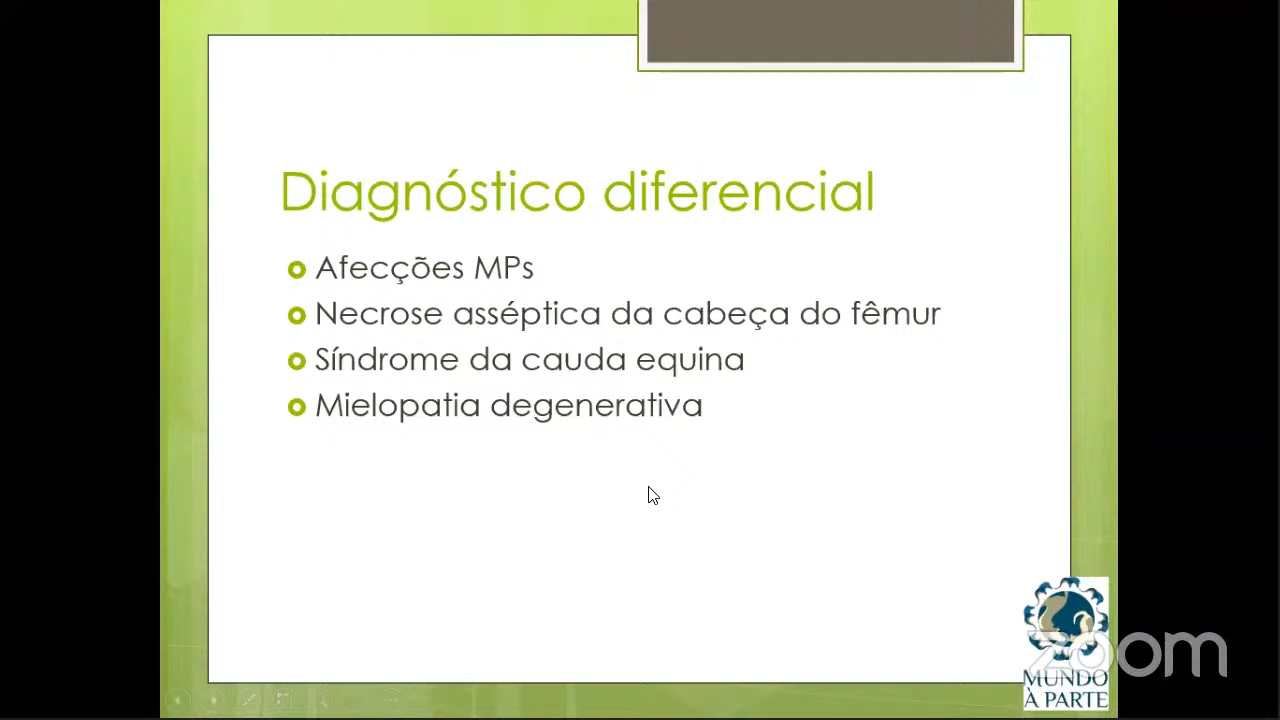 Diagnóstico diferencial
Afecções MPs
Necrose asséptica da cabeça do fêmur
Síndrome da cauda equina
Mielopatia degenerativa
zoom
MUNDO
À PARTE